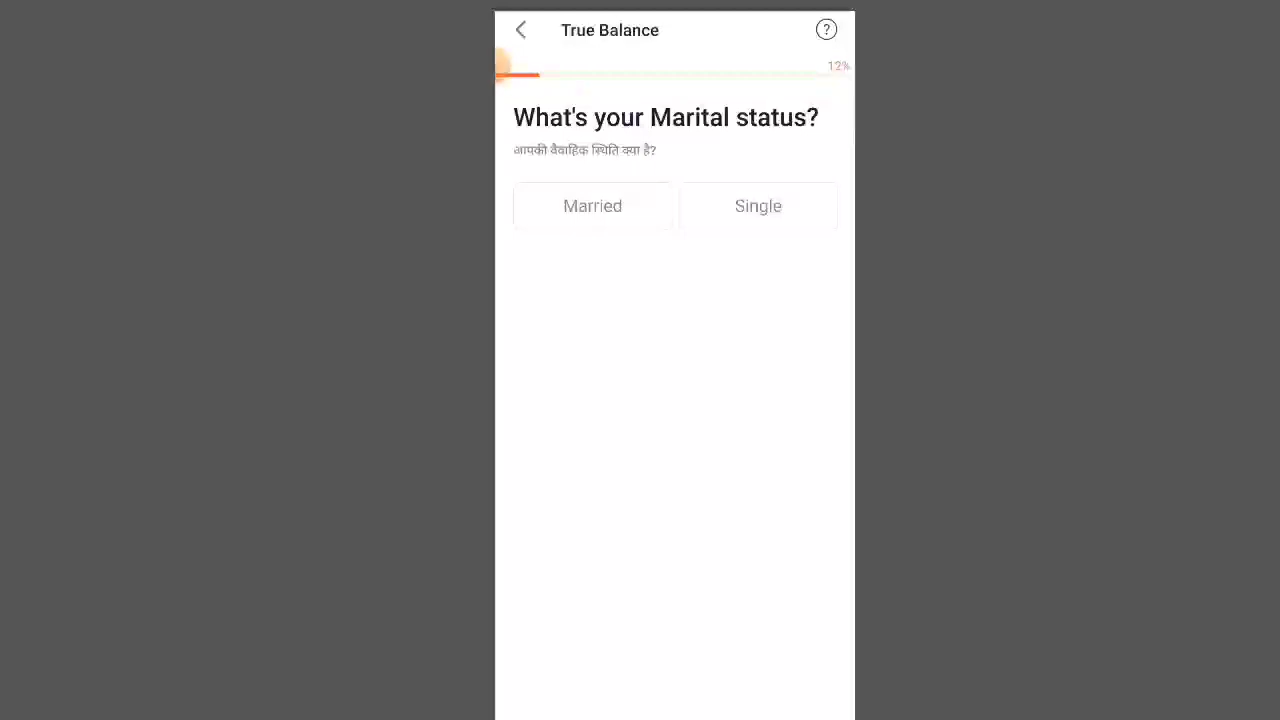 True Balance
?
12%
What's your Marital status?
आपकी वैवाहिक स्थिति क्या है?
Married Single